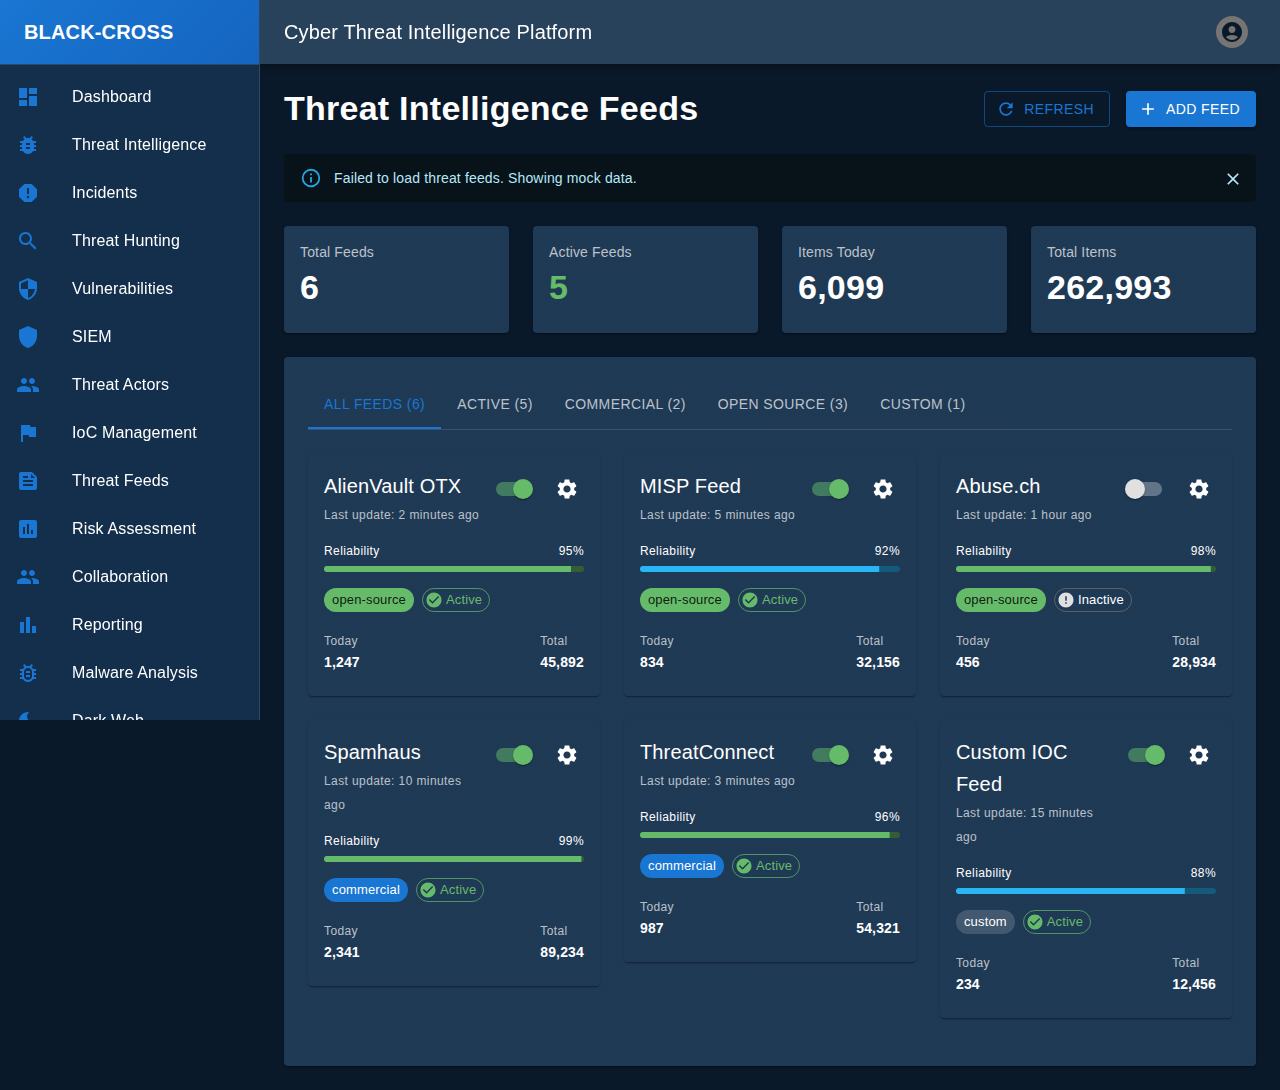 BLACK-CROSS
Cyber Threat Intelligence Platform
Dashboard
Threat Intelligence
Incidents
Threat Hunting
Vulnerabilities
SIEM
Threat Actors
IoC Management
Threat Feeds
Risk Assessment
Collaboration
Reporting
Malware Analysis
Dark Web
Threat Intelligence Feeds
REFRESH
ADD FEED
Failed to load threat feeds. Showing mock data.
Total Feeds
6
Active Feeds
5
Items Today
6,099
Total Items
262,993
ALL FEEDS (6)
ACTIVE (5)
COMMERCIAL (2)
OPEN SOURCE (3)
CUSTOM (1)
AlienVault OTX
Last update: 2 minutes ago
Reliability 95%
open-source Active
Today Total
1,247 45,892
MISP Feed
Last update: 5 minutes ago
Reliability 92%
open-source Active
Today Total
834 32,156
Abuse.ch
Last update: 1 hour ago
Reliability 98%
open-source Inactive
Today Total
456 28,934
Spamhaus
Last update: 10 minutes
ago
Reliability 99%
commercial Active
Today Total
2,341 89,234
ThreatConnect
Last update: 3 minutes ago
Reliability 96%
commercial Active
Today Total
987 54,321
Custom IOC
Feed
Last update: 15 minutes
ago
Reliability 88%
custom Active
Today Total
234 12,456